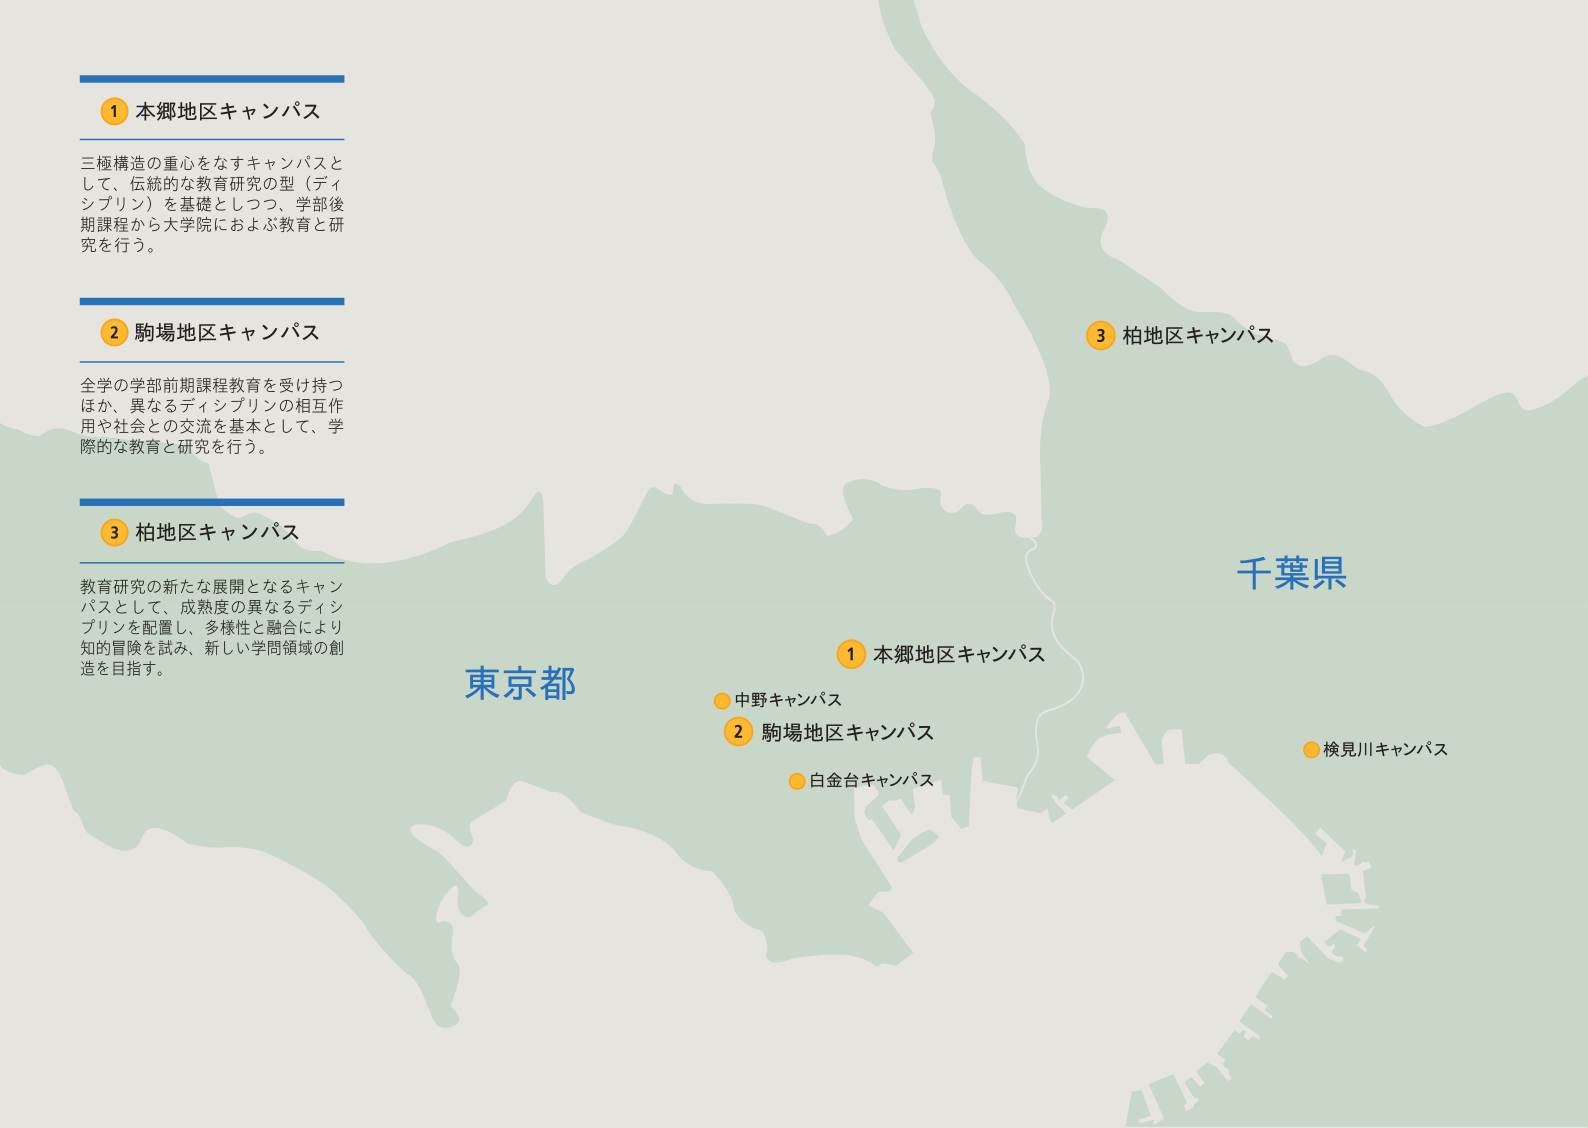 1 本郷地区キャンパス
三極構造の重心をなすキャンパスと
して、伝統的な教育研究の型（ディ
シプリン）を基礎としつつ、学部後
期課程から大学院におよぶ教育と研
究を行う。
2 駒場地区キャンパス
全学の学部前期課程教育を受け持つ
ほか、異なるディシプリンの相互作
用や社会との交流を基本として、学
際的な教育と研究を行う。
3 柏地区キャンパス
教育研究の新たな展開となるキャン
パスとして、成熟度の異なるディシ
プリンを配置し、多様性と融合により
知的冒険を試み、新しい学問領域の創
造を目指す。
3 柏地区キャンパス
千葉県
1 本郷地区キャンパス
東京都
中野キャンパス
2 駒場地区キャンパス
検見川キャンパス
白金台キャンパス